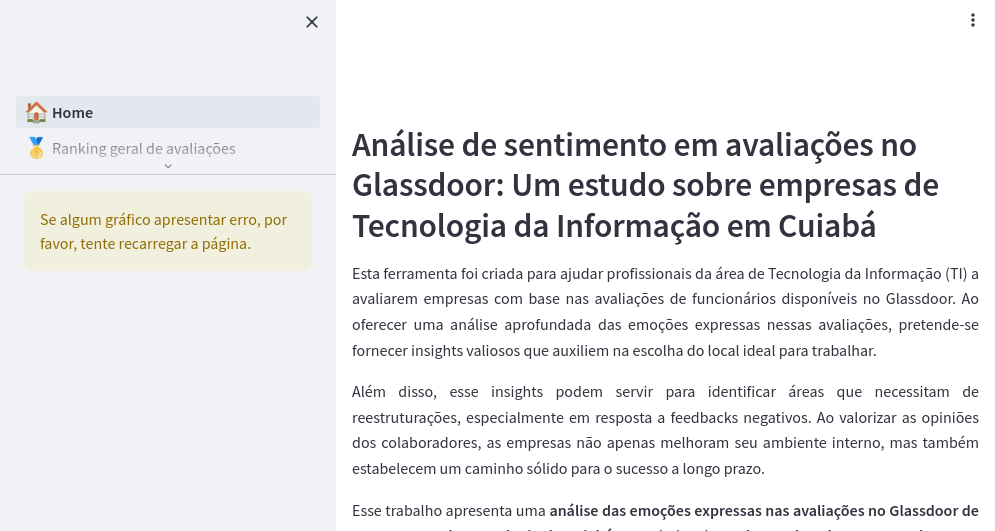 Home
Ranking geral de avaliações
Se algum gráfico apresentar erro, por
favor, tente recarregar a página.
Análise de sentimento em avaliações no
Glassdoor: Um estudo sobre empresas de
Tecnologia da Informação em Cuiabá
Esta ferramenta foi criada para ajudar profissionais da área de Tecnologia da Informação (TI) a
avaliarem empresas com base nas avaliações de funcionários disponíveis no Glassdoor. Ao
oferecer uma análise aprofundada das emoções expressas nessas avaliações, pretende-se
fornecer insights valiosos que auxiliem na escolha do local ideal para trabalhar.
Além disso, esse insights podem servir para identificar áreas que necessitam de
reestruturações, especialmente em resposta a feedbacks negativos. Ao valorizar as opiniões
dos colaboradores, as empresas não apenas melhoram seu ambiente interno, mas também
estabelecem um caminho sólido para o sucesso a longo prazo.
Esse trabalho apresenta uma análise das emoções expressas nas avaliações no Glassdoor de